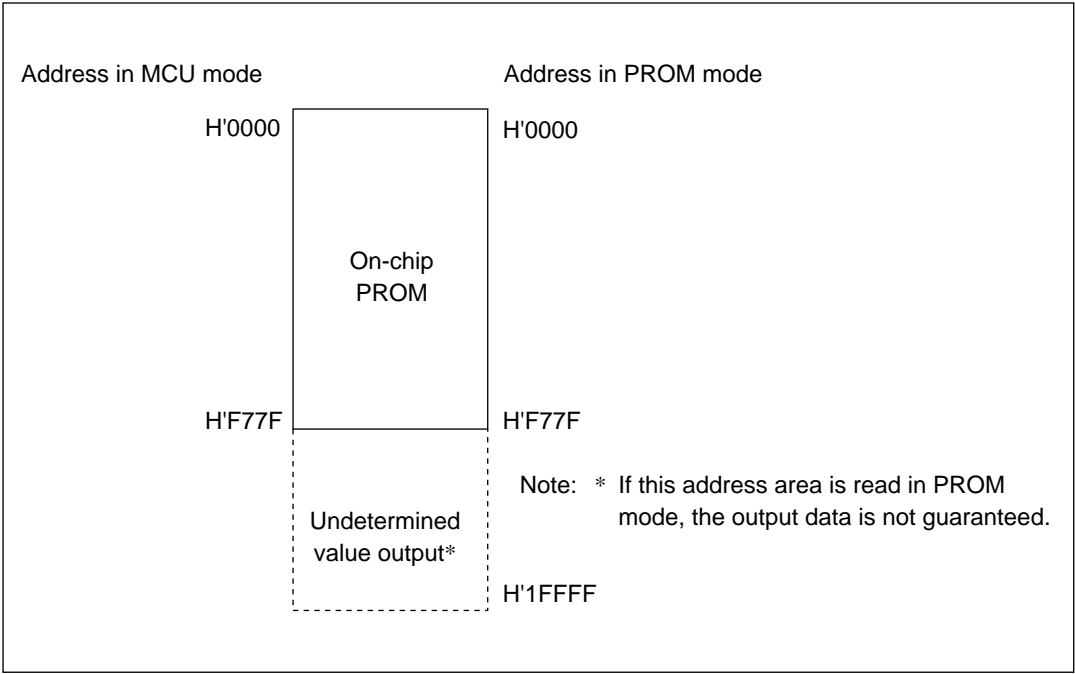 Address in MCU mode
Address in PROM mode
H'0000
H'0000
On-chip
PROM
H'F77F
H'F77F
Note: * If this address area is read in PROM
mode, the output data is not guaranteed.
Undetermined
value output*
H'1FFFF